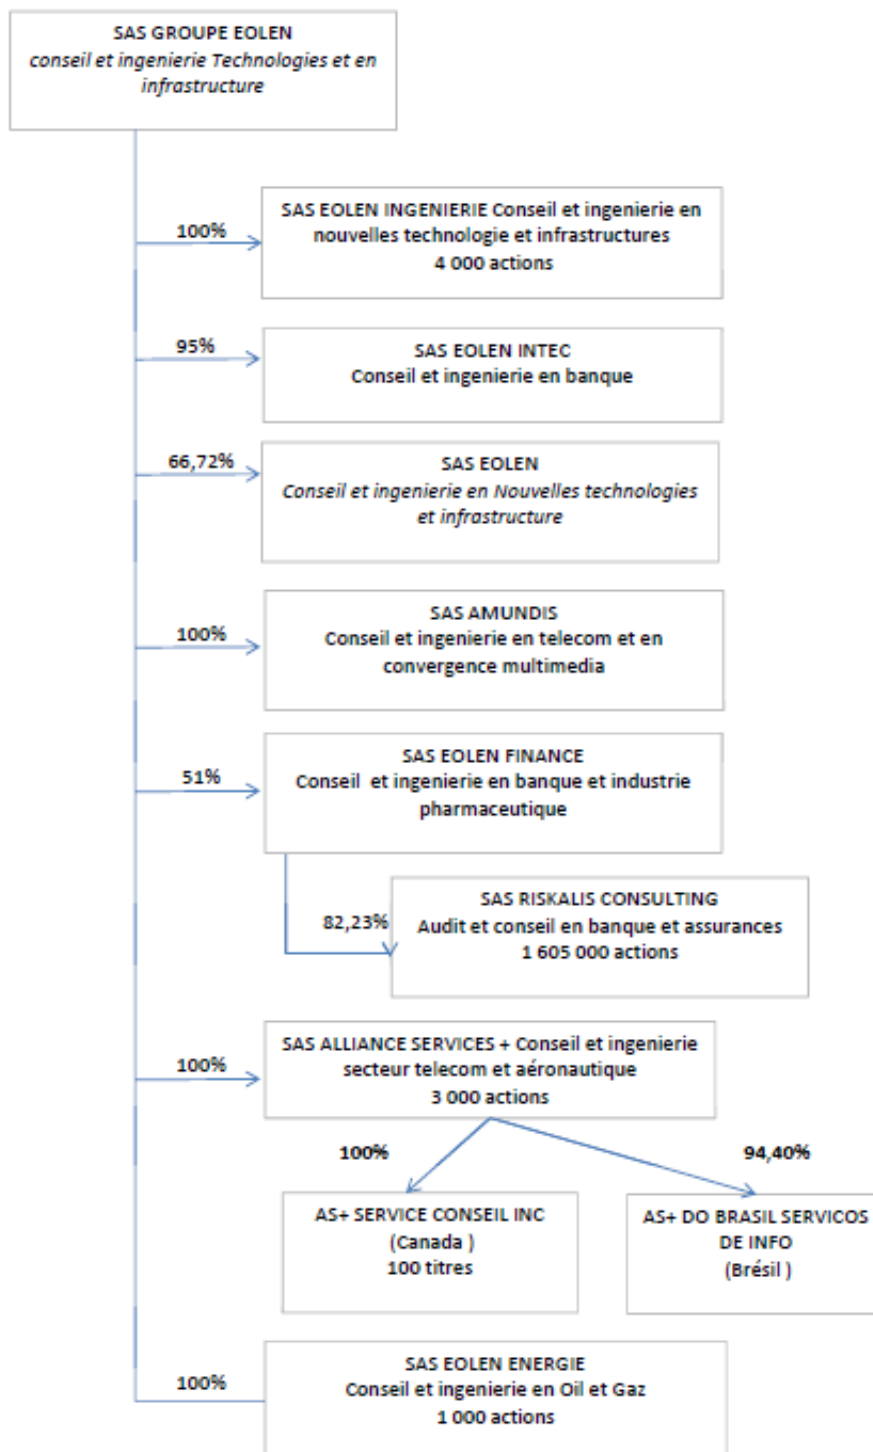 SAS GROUPE EOLEN
conseil et ingenierie Technologies et en
infrastructure
100%
SAS EOLEN INGENIERIE Conseil et ingenierie en
nouvelles technologie et infrastructures
4 000 actions
95%
SAS EOLEN INTEC
Conseil et ingenierie en banque
66,72%
SAS EOLEN
Conseil et ingenierie en Nouvelles technologies
et infrastructure
100%
SAS AMUNDIS
Conseil et ingenierie en telecom et en
convergence multimedia
51%
SAS EOLEN FINANCE
Conseil et ingenierie en banque et industrie
pharmaceutique
82,23%
SAS RISKALIS CONSULTING
Audit et conseil en banque et assurances
1 605 000 actions
100%
SAS ALLIANCE SERVICES + Conseil et ingenierie
secteur telecom et aéronautique
3 000 actions
100%
94,40%
AS+ SERVICE CONSEIL INC
(Canada )
100 titres
AS+ DO BRASIL SERVICOS
DE INFO
(Brésil )
100%
SAS EOLEN ENERGIE
Conseil et ingenierie en Oil et Gaz
1 000 actions